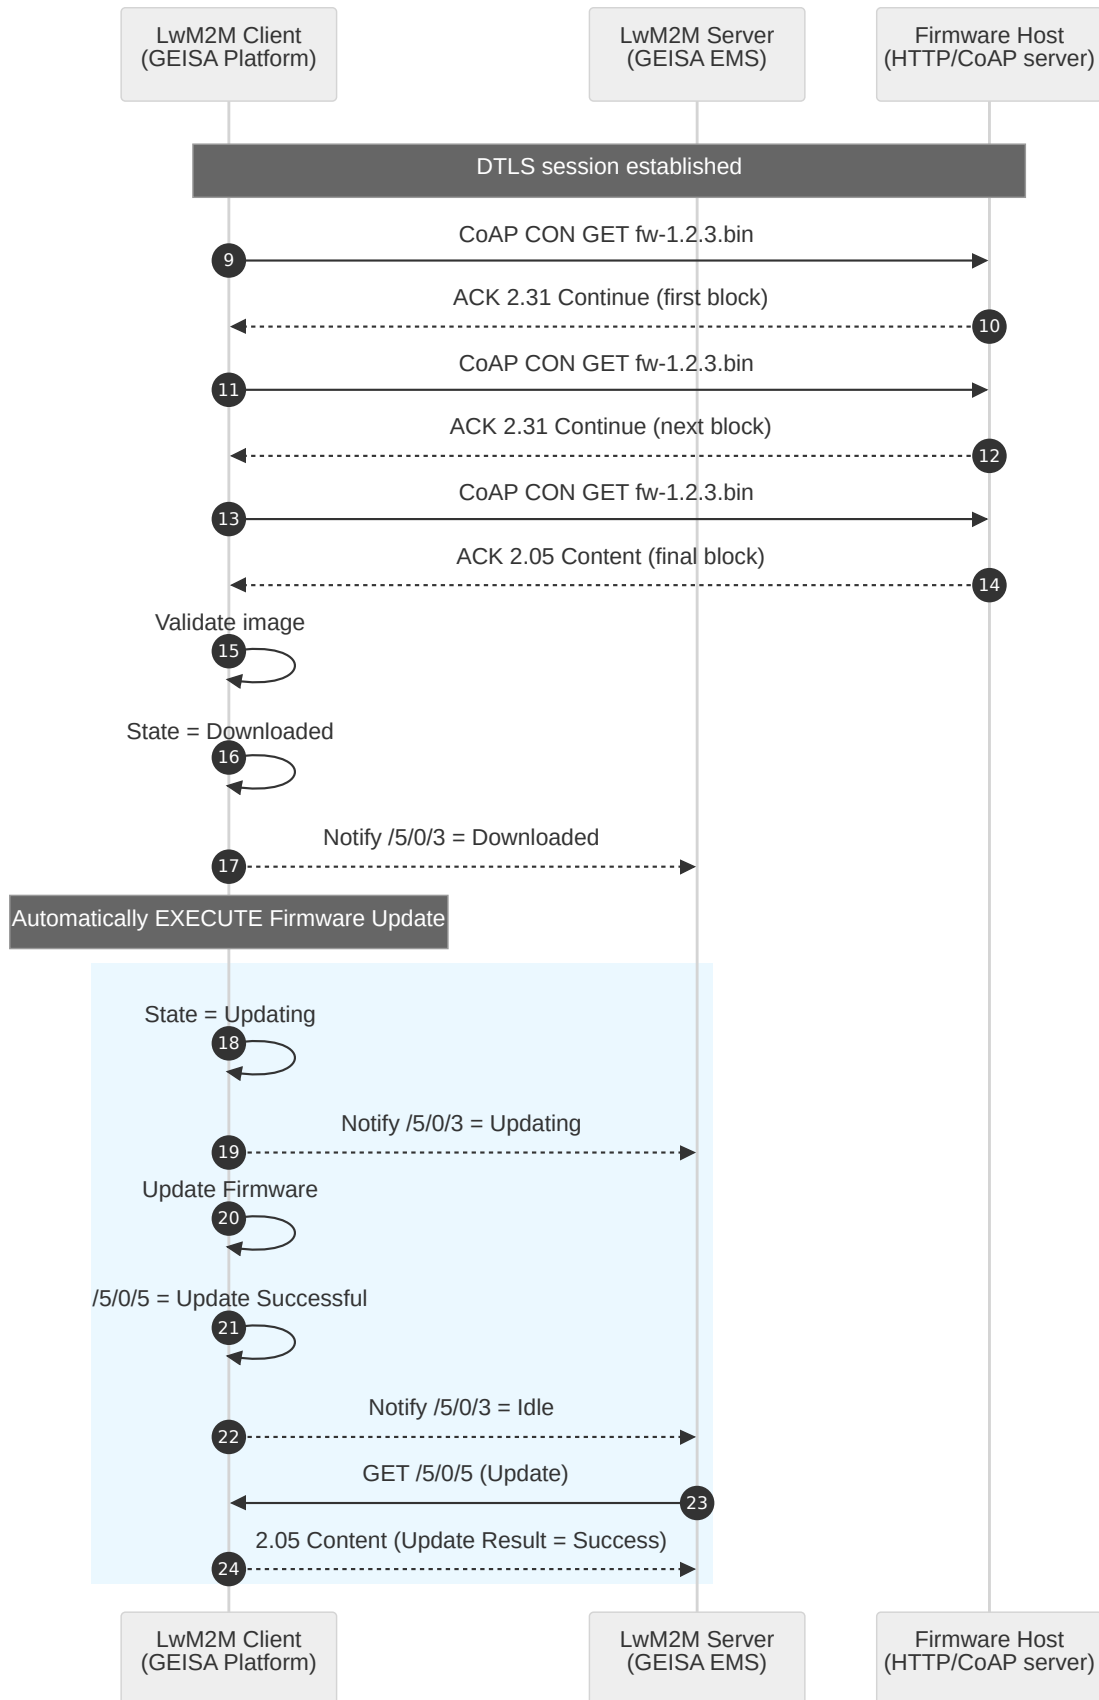 LwM2M Client
(GEISA Platform)
LwM2M Server
(GEISA EMS)
Firmware Host
(HTTP/CoAP server)
DTLS session established
CoAP CON GET fw-1.2.3.bin
9
ACK 2.31 Continue (first block)
10
CoAP CON GET fw-1.2.3.bin
11
ACK 2.31 Continue (next block)
12
CoAP CON GET fw-1.2.3.bin
13
ACK 2.05 Content (final block)
14
Validate image
15
State = Downloaded
16
Notify /5/0/3 = Downloaded
17
Automatically EXECUTE Firmware Update
State = Updating
18
Notify /5/0/3 = Updating
19
Update Firmware
20
/5/0/5 = Update Successful
21
Notify /5/0/3 = Idle
22
GET /5/0/5 (Update)
23
2.05 Content (Update Result = Success)
24
LwM2M Client
(GEISA Platform)
LwM2M Server
(GEISA EMS)
Firmware Host
(HTTP/CoAP server)